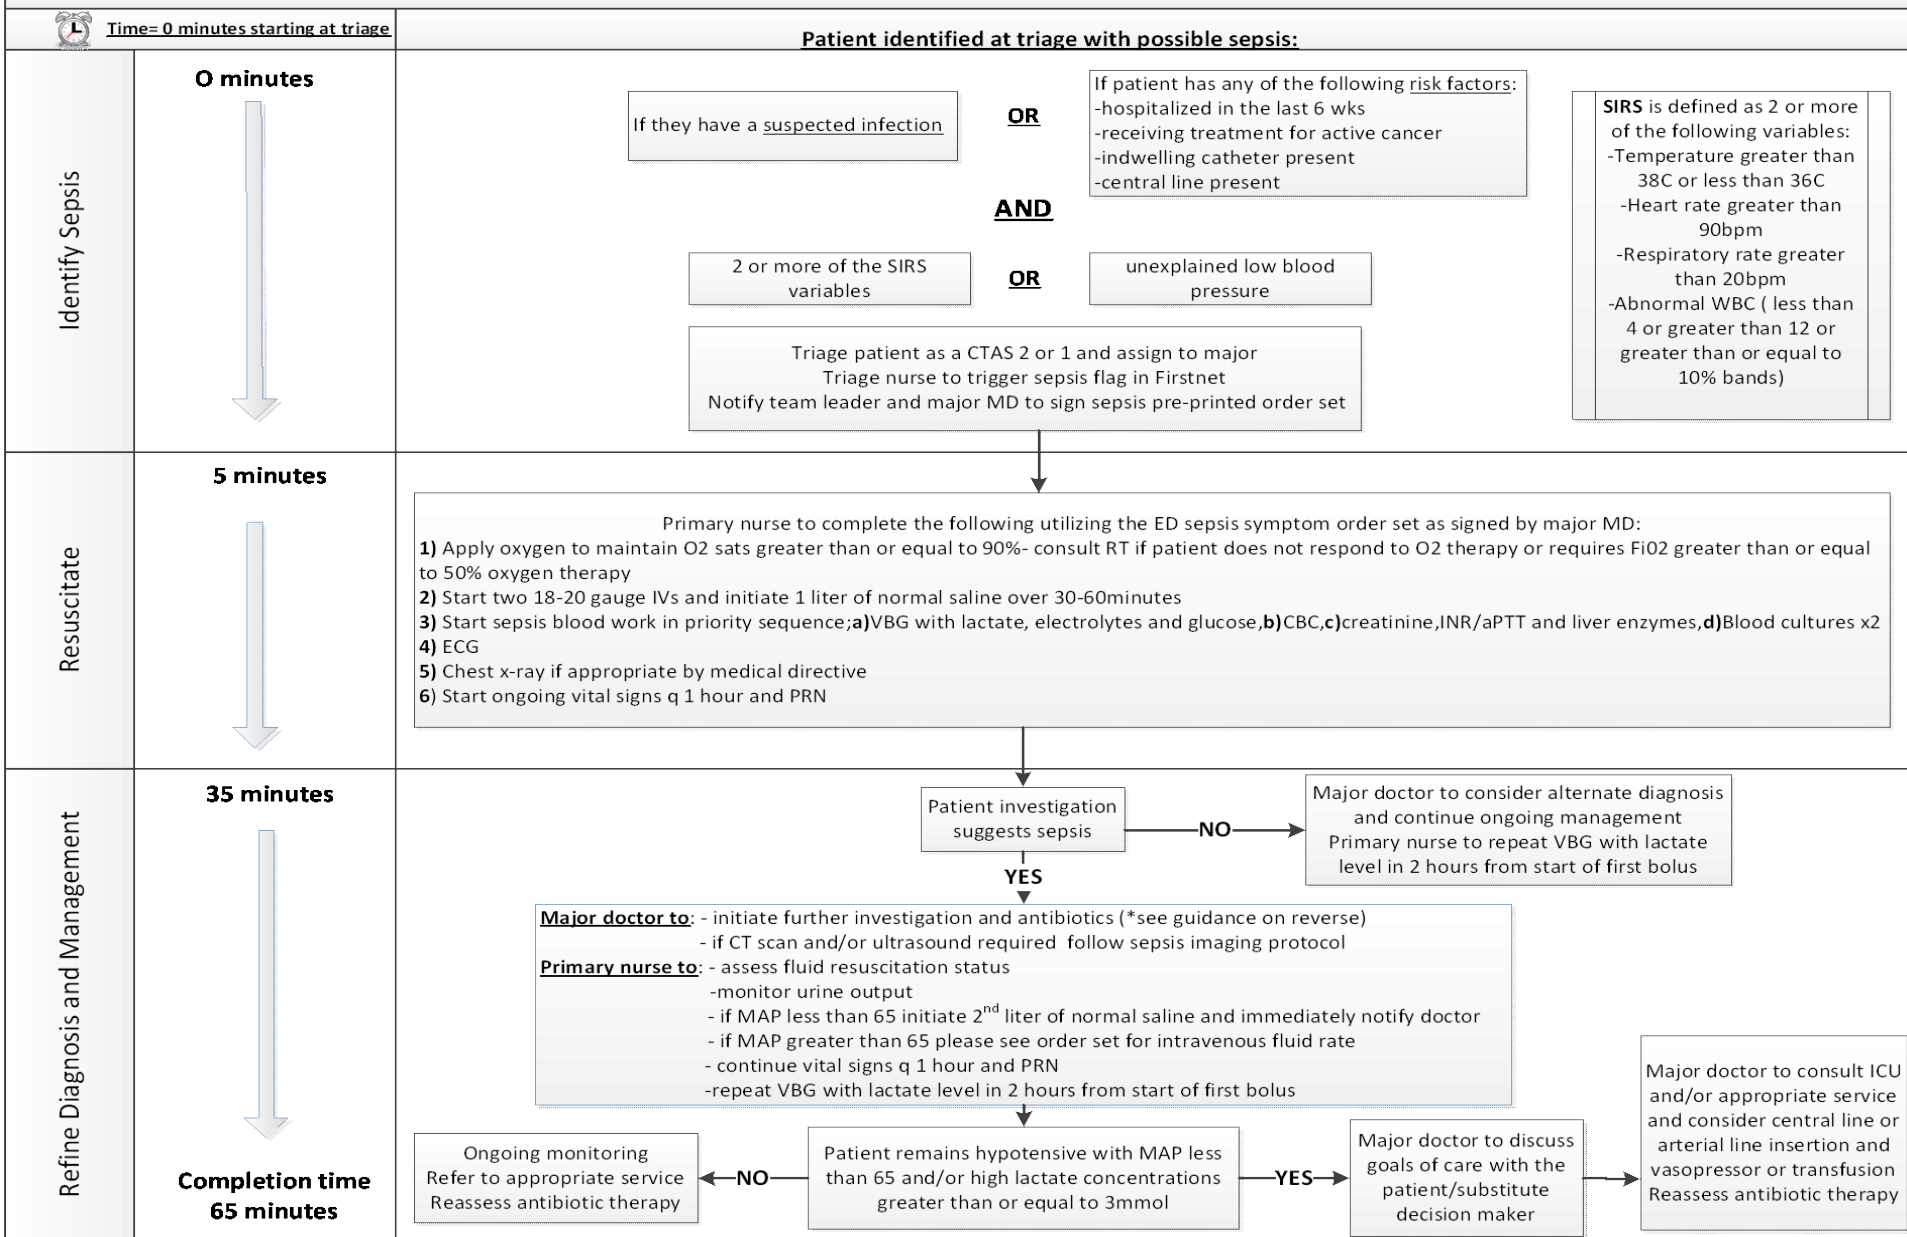 Time= 0 minutes starting at triage
Patient identified at triage with possible sepsis:
Identify Sepsis
O minutes
If they have a suspected infection
OR
If patient has any of the following risk factors:
-hospitalized in the last 6 wks
-receiving treatment for active cancer
-indwelling catheter present
-central line present
AND
2 or more of the SIRS
variables
OR
unexplained low blood
pressure
SIRS is defined as 2 or more
of the following variables:
-Temperature greater than
38C or less than 36C
-Heart rate greater than
90bpm
-Respiratory rate greater
than 20bpm
-Abnormal WBC ( less than
4 or greater than 12 or
greater than or equal to
10% bands)
Triage patient as a CTAS 2 or 1 and assign to major
Triage nurse to trigger sepsis flag in Firstnet
Notify team leader and major MD to sign sepsis pre-printed order set
Resuscitate
5 minutes
Primary nurse to complete the following utilizing the ED sepsis symptom order set as signed by major MD:
1) Apply oxygen to maintain O2 sats greater than or equal to 90%- consult RT if patient does not respond to O2 therapy or requires Fi02 greater than or equal
to 50% oxygen therapy
2) Start two 18-20 gauge IVs and initiate 1 liter of normal saline over 30-60minutes
3) Start sepsis blood work in priority sequence;a)VBG with lactate, electrolytes and glucose,b)CBC,c)creatinine,INR/aPTT and liver enzymes,d)Blood cultures x2
4) ECG
5) Chest x-ray if appropriate by medical directive
6) Start ongoing vital signs q 1 hour and PRN
Refine Diagnosis and Management
35 minutes
Patient investigation
suggests sepsis
NO
Major doctor to consider alternate diagnosis
and continue ongoing management
Primary nurse to repeat VBG with lactate
level in 2 hours from start of first bolus
YES
Major doctor to: - initiate further investigation and antibiotics (*see guidance on reverse)
- if CT scan and/or ultrasound required follow sepsis imaging protocol
Primary nurse to: - assess fluid resuscitation status
-monitor urine output
- if MAP less than 65 initiate 2nd liter of normal saline and immediately notify doctor
- if MAP greater than 65 please see order set for intravenous fluid rate
- continue vital signs q 1 hour and PRN
-repeat VBG with lactate level in 2 hours from start of first bolus
Completion time
65 minutes
Ongoing monitoring
Refer to appropriate service
Reassess antibiotic therapy
NO
Patient remains hypotensive with MAP less
than 65 and/or high lactate concentrations
greater than or equal to 3mmol
YES
Major doctor to discuss
goals of care with the
patient/substitute
decision maker
Major doctor to consult ICU
and/or appropriate service
and consider central line or
arterial line insertion and
vasopressor or transfusion
Reassess antibiotic therapy